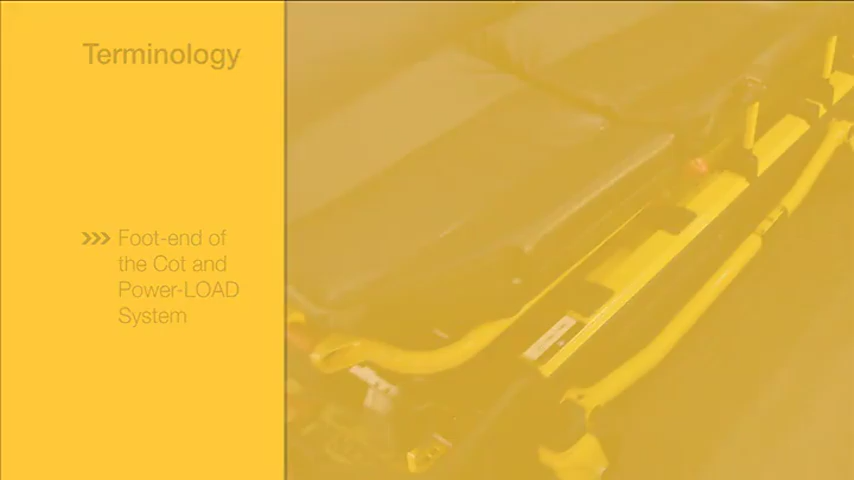 Terminology
Foot-end of
the Cot and
Power-LOAD
System